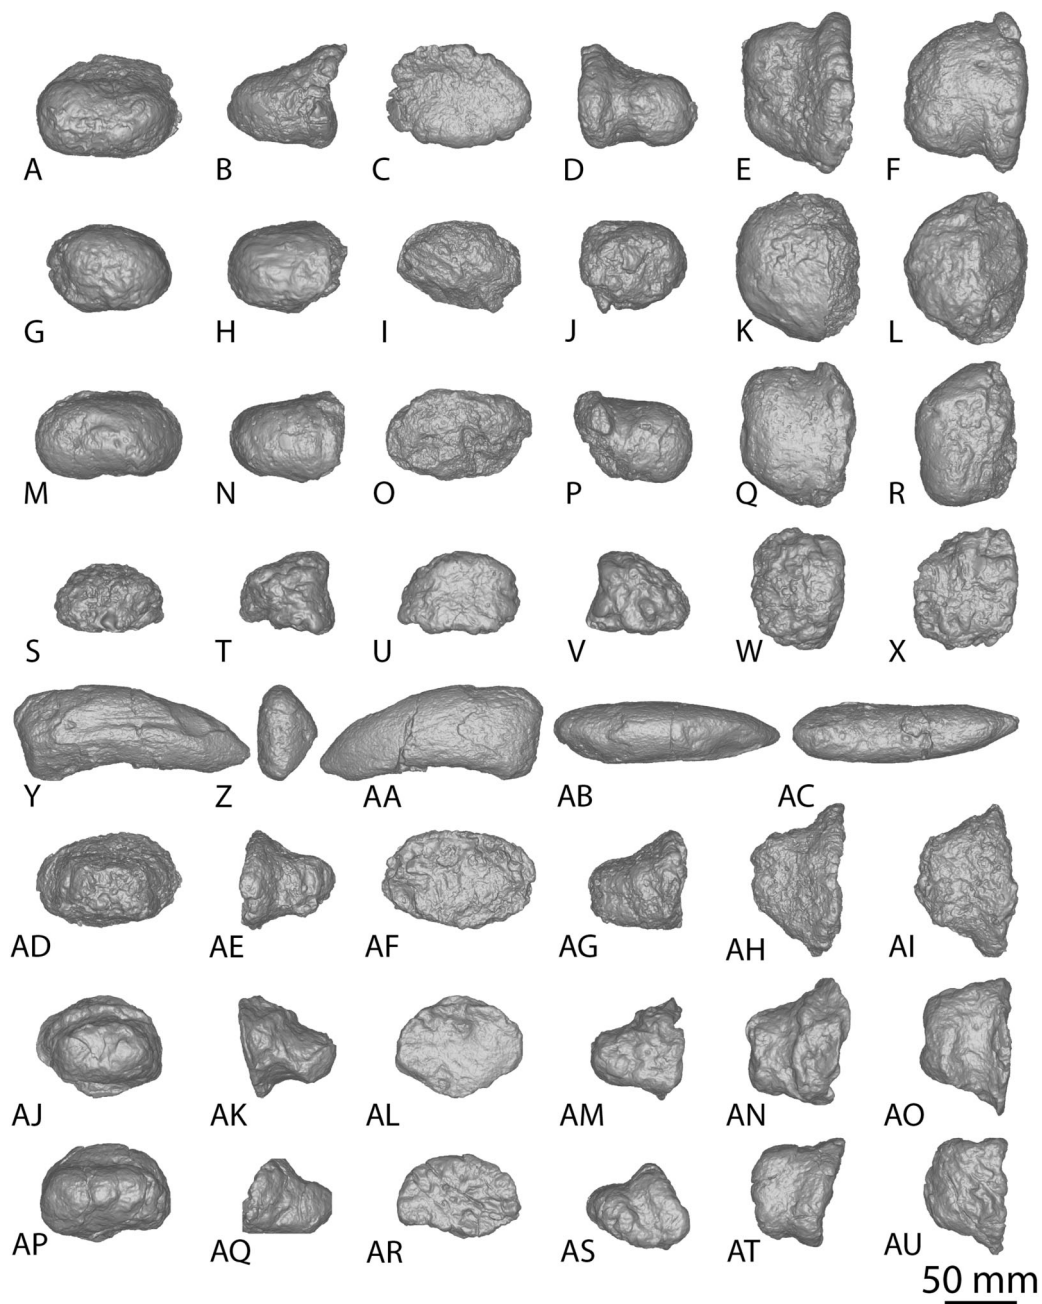 A B C D E F
G H I J K L
M N O P Q R
S T U V W X
Y Z AA AB AC
AD AE AF AG AH AI
AJ AK AL AM AN AO
AP AQ AR AS AT AU
50 mm